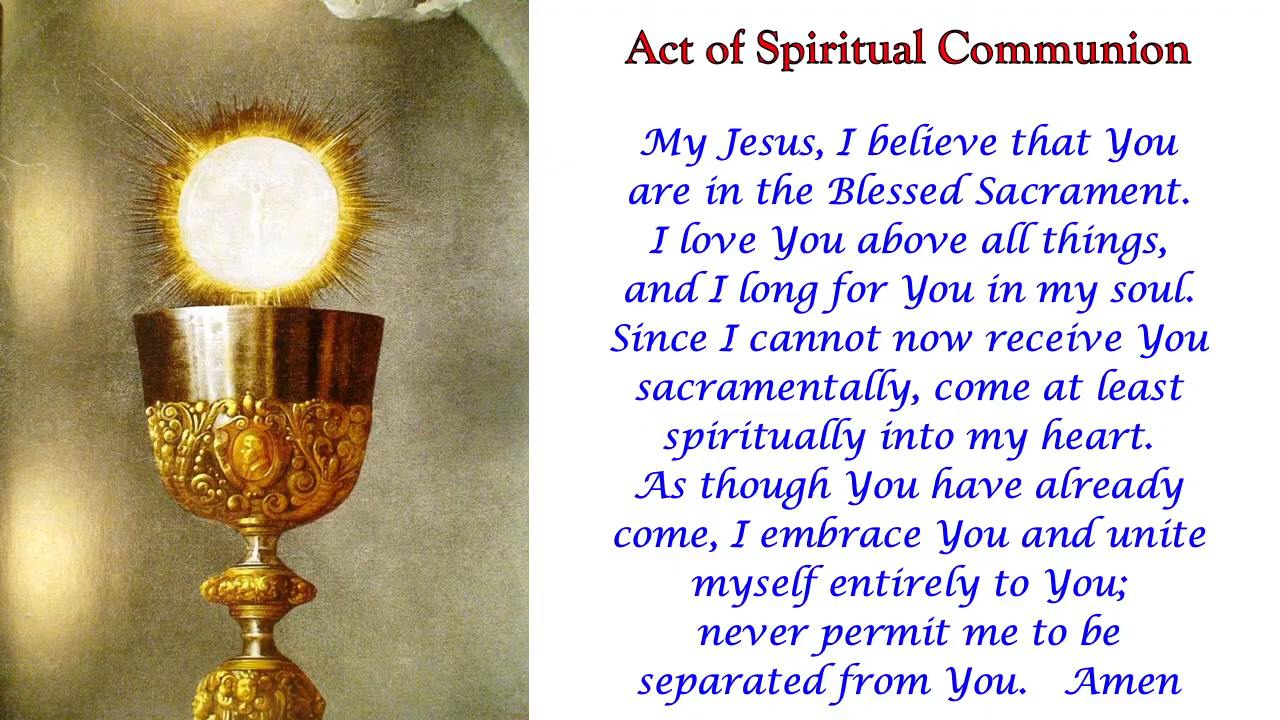 Act of Spiritual Communion
My Jesus, I believe that You
are in the Blessed Sacrament.
I love You above all things,
and I long for You in my soul.
Since I cannot now receive You
sacramentally, come at least
spiritually into my heart.
As though You have already
come, I embrace You and unite
myself entirely to You;
never permit me to be
separated from You.   Amen